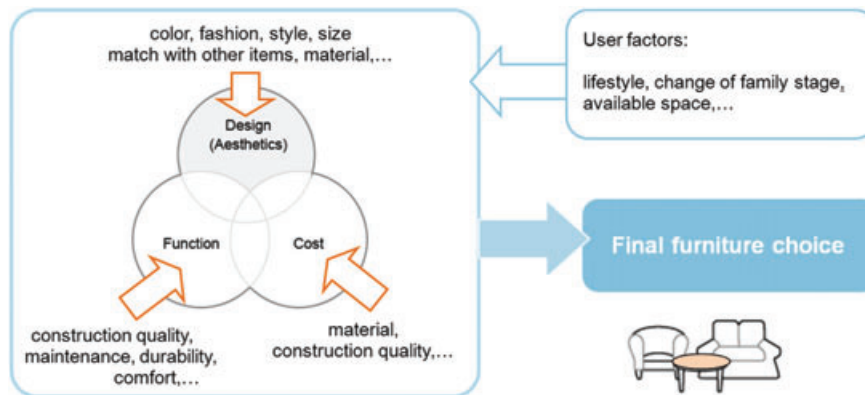 color, fashion, style, size
match with other items, material,...
Design
(Aesthetics)
Function
Cost
construction quality,
maintenance, durability,
comfort,...
material,
construction quality,...
User factors:
lifestyle, change of family stage,
available space,...
Final furniture choice